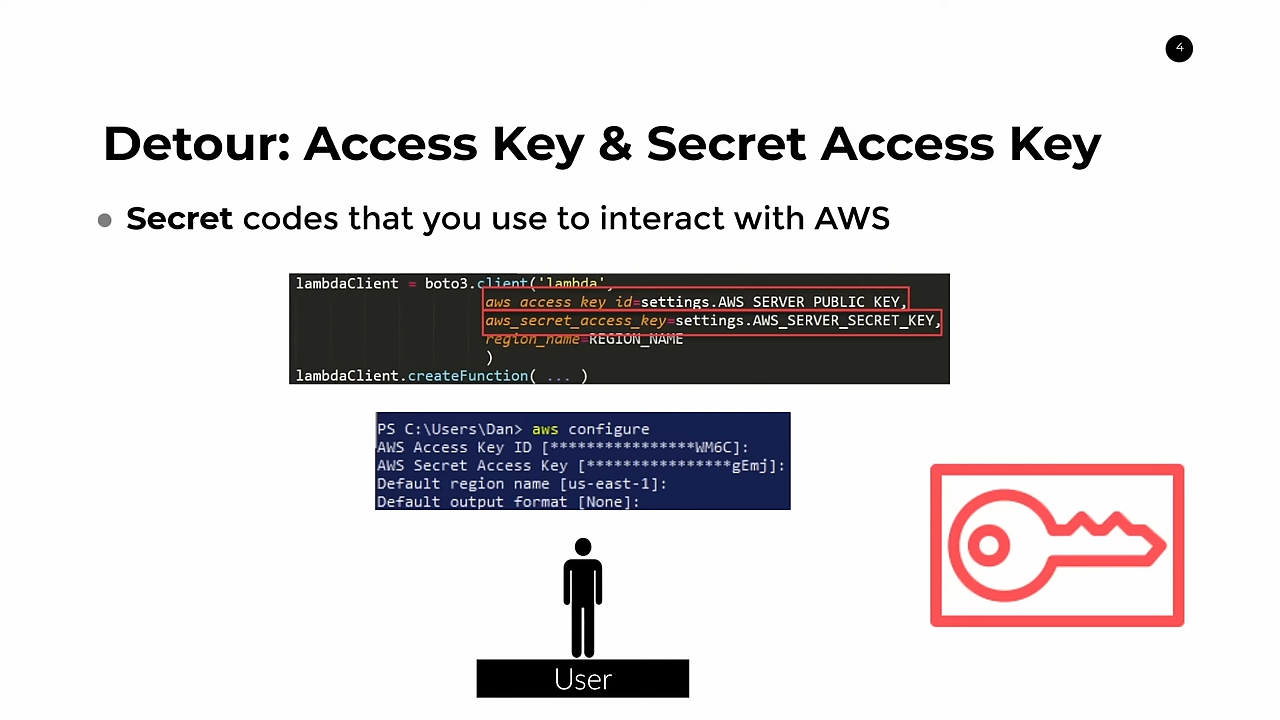 4
Detour: Access Key & Secret Access Key
● Secret codes that you use to interact with AWS
lambdaClient = boto3.client('lambda',
aws_access_key_id=settings.AWS_SERVER_PUBLIC_KEY,
aws_secret_access_key=settings.AWS_SERVER_SECRET_KEY,
region_name=REGION_NAME
)
lambdaClient.createFunction( ... )
PS C:\Users\Dan> aws configure
AWS Access Key ID [****************WM6C]:
AWS Secret Access Key [****************gEmj]:
Default region name [us-east-1]:
Default output format [None]:
User